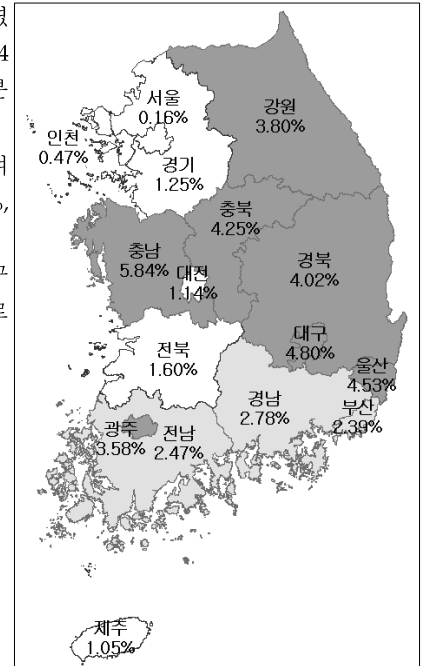 4
서울
0.16%
강원
3.80%
인천
0.47%
경기
1.25%
충북
4.25%
충남
5.84%
대전
1.14%
경북
4.02%
대구
4.80%
전북
1.60%
울산
4.53%
경남
2.78%
부산
2.39%
광주
3.58%
전남
2.47%
제주
1.05%